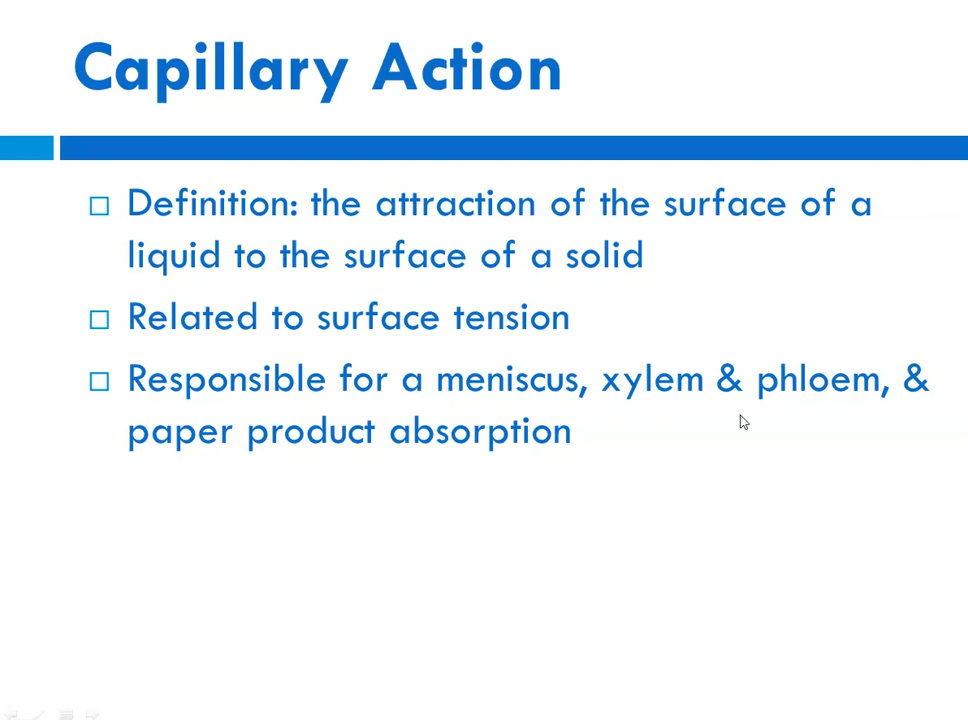 Capillary Action
Definition: the attraction of the surface of a
liquid to the surface of a solid
Related to surface tension
Responsible for a meniscus, xylem & phloem, &
paper product absorption